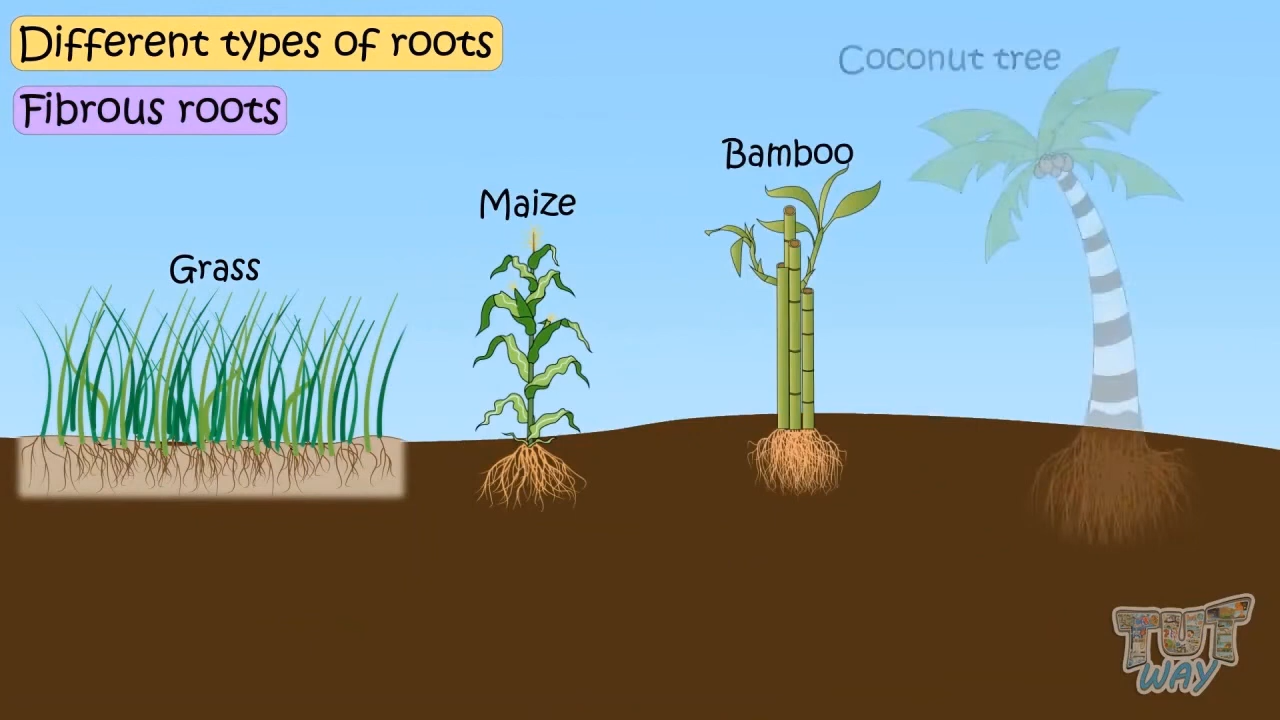 Different types of roots
Fibrous roots
Coconut tree
Bamboo
Maize
Grass
TUT
WAY